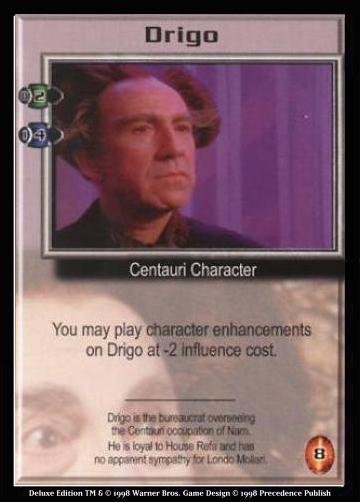 Drigo
2
4
Centauri Character
You may play character enhancements
on Drigo at -2 influence cost.
Drigo is the bureaucrat overseeing
the Centauri occupation of Narn.
He is loyal to House Refa and has
no apparent sympathy for Londo Mollari.
8
Deluxe Edition TM & © 1998 Warner Bros. Game Design © 1998 Precedence Publish